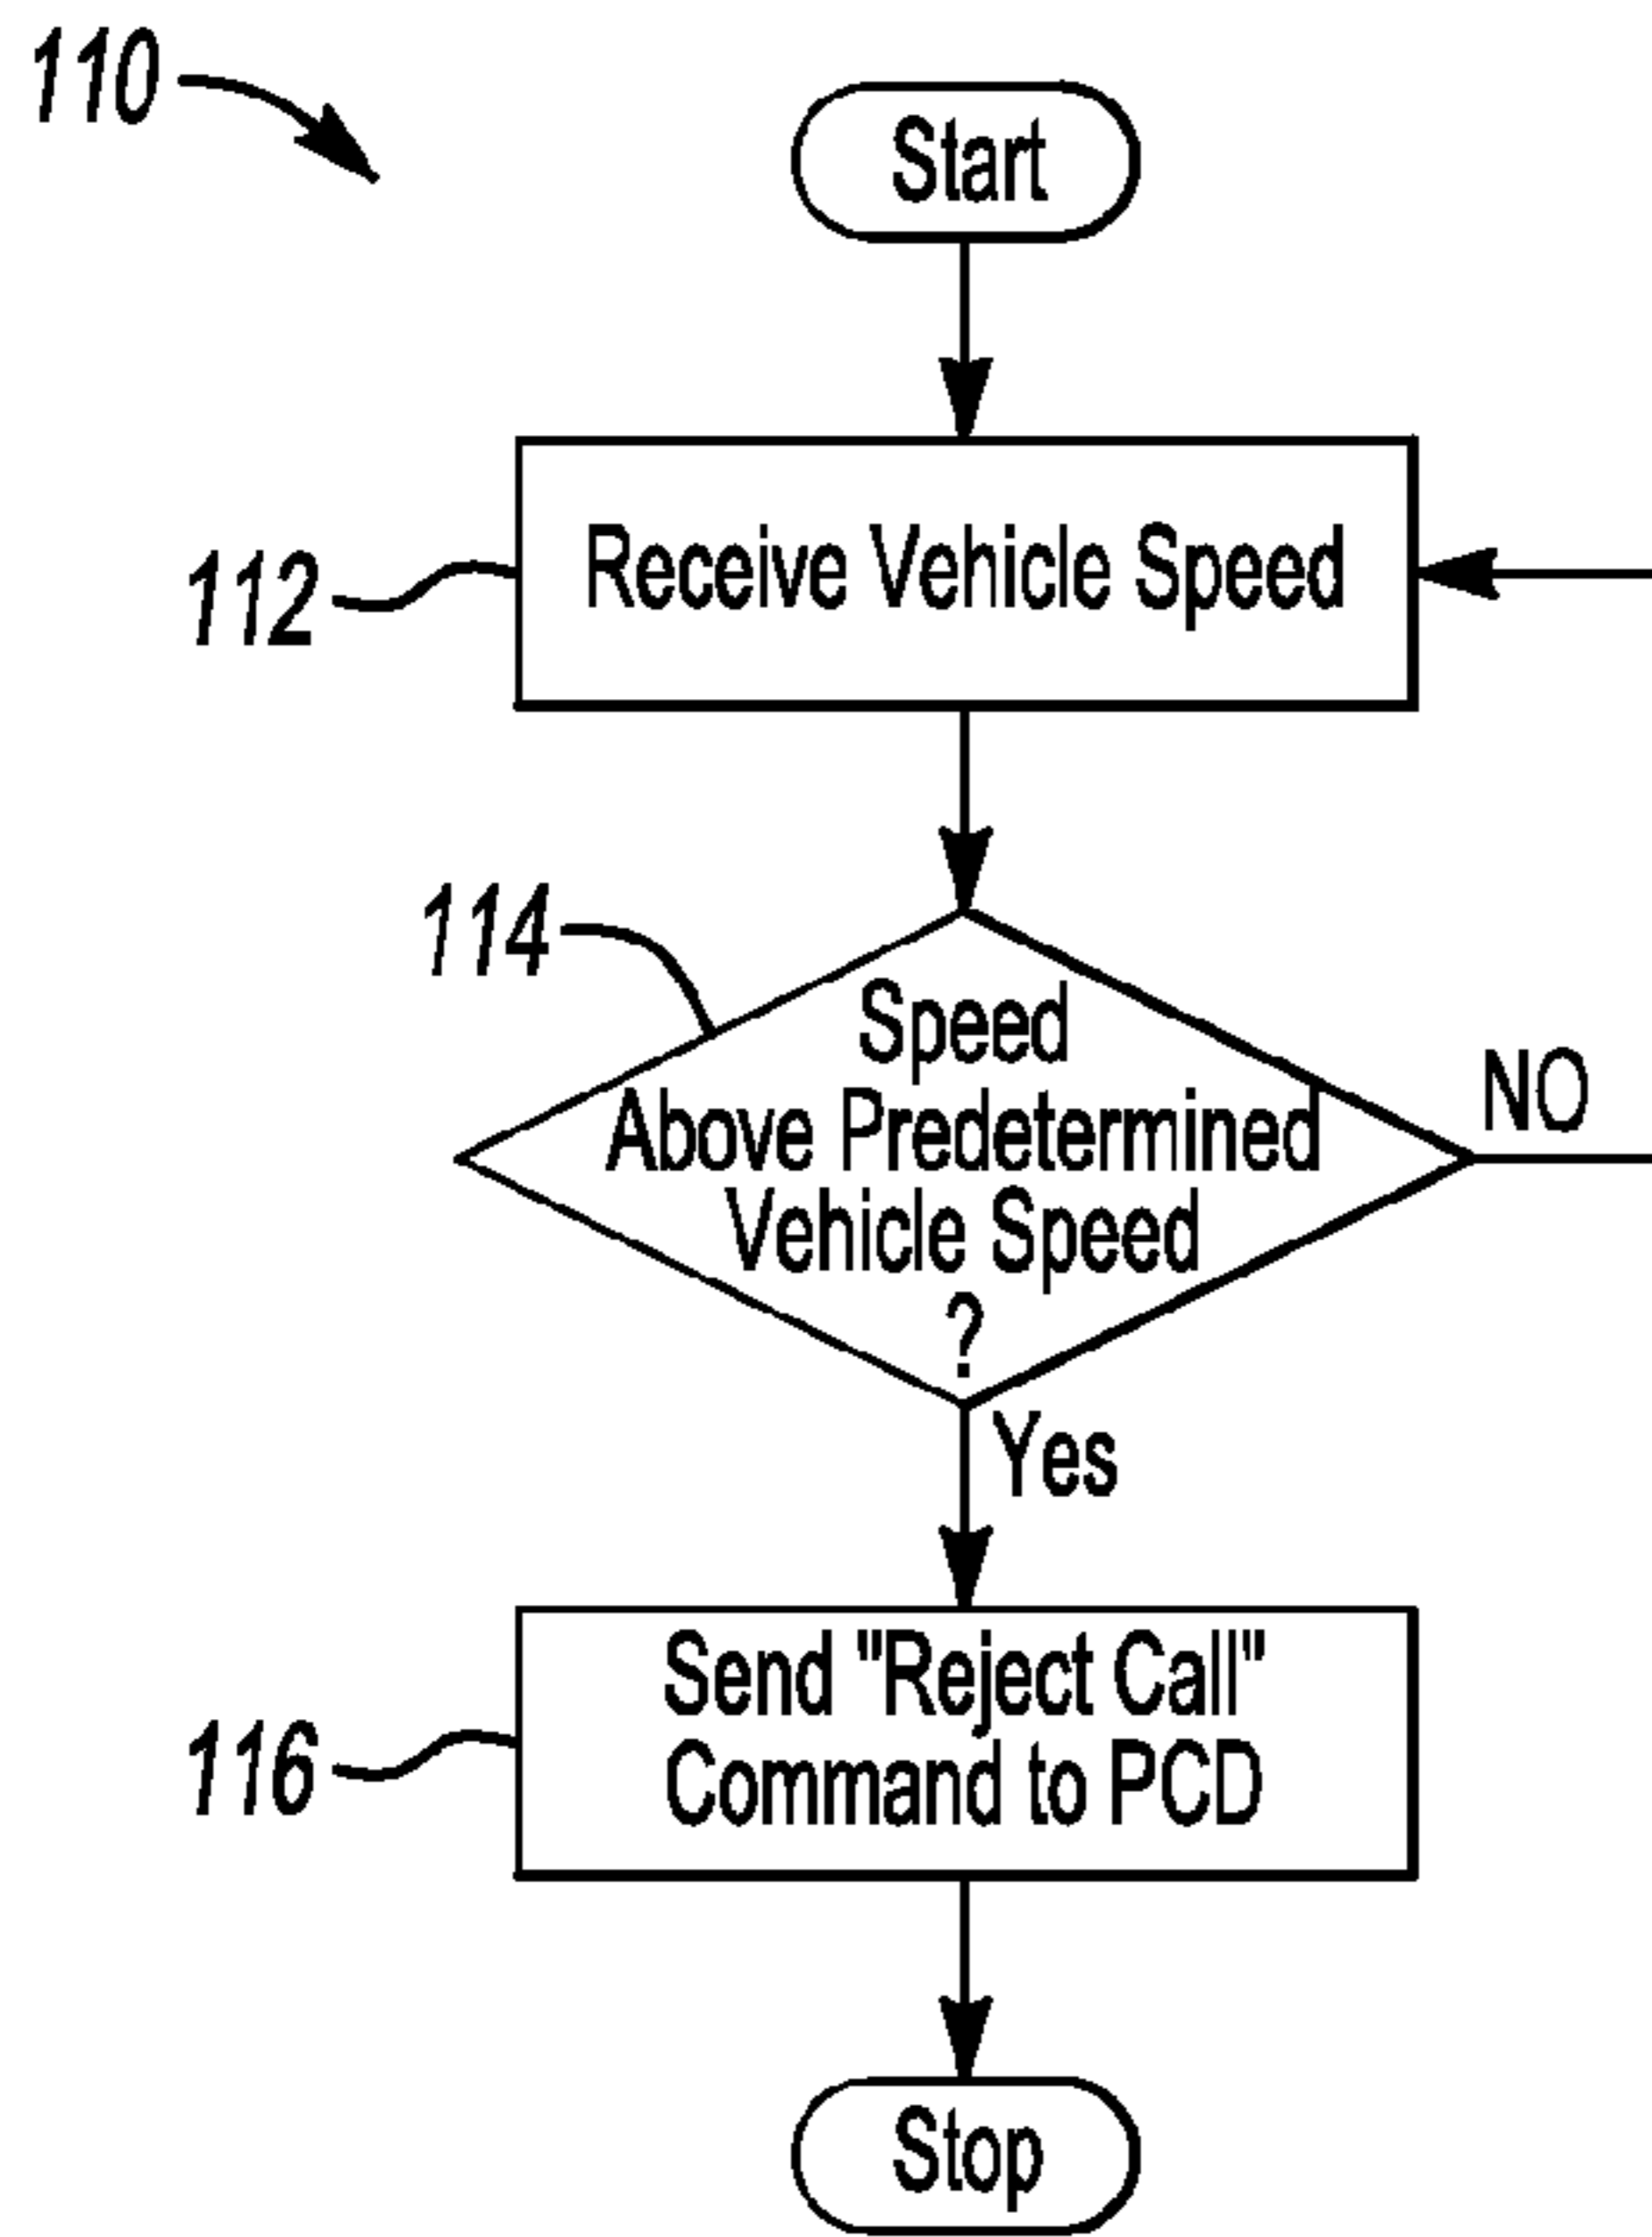 110
Start
112
Receive Vehicle Speed
114
Speed
Above Predetermined
Vehicle Speed
?
NO
Yes
116
Send "Reject Call"
Command to PCD
Stop